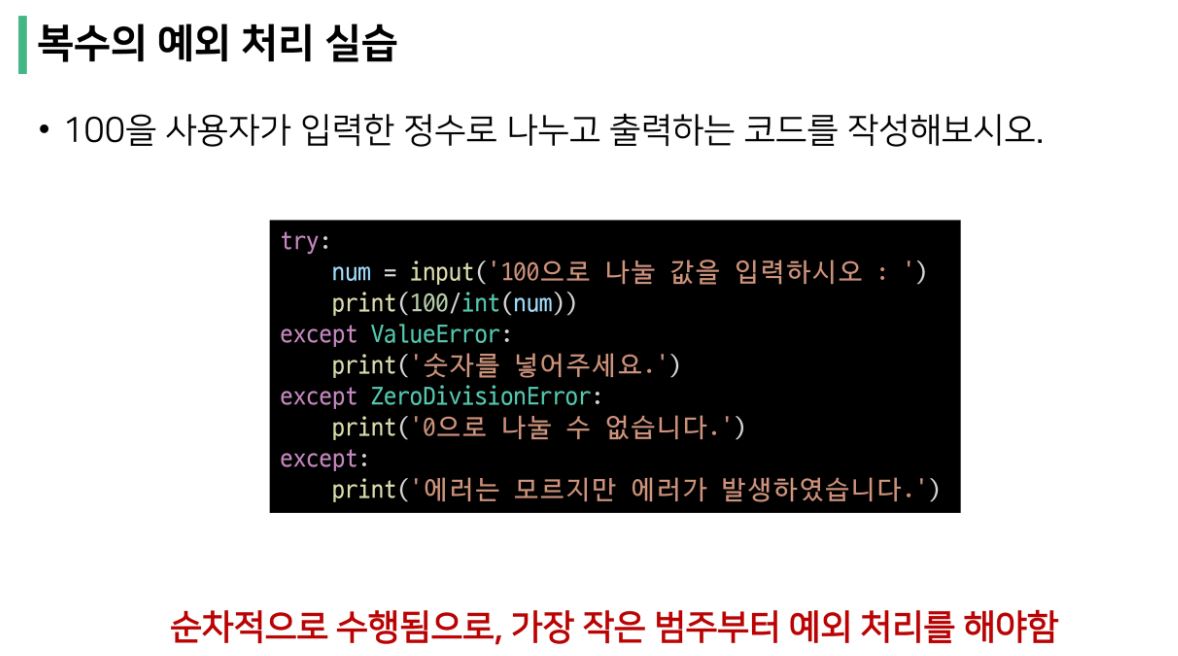 복수의 예외 처리 실습
• 100을 사용자가 입력한 정수로 나누고 출력하는 코드를 작성해보시오.
try:
    num = input('100으로 나눌 값을 입력하시오 : ')
    print(100/int(num))
except ValueError:
    print('숫자를 넣어주세요.')
except ZeroDivisionError:
    print('0으로 나눌 수 없습니다.')
except:
    print('에러는 모르지만 에러가 발생하였습니다.')
순차적으로 수행됨으로, 가장 작은 범주부터 예외 처리를 해야함